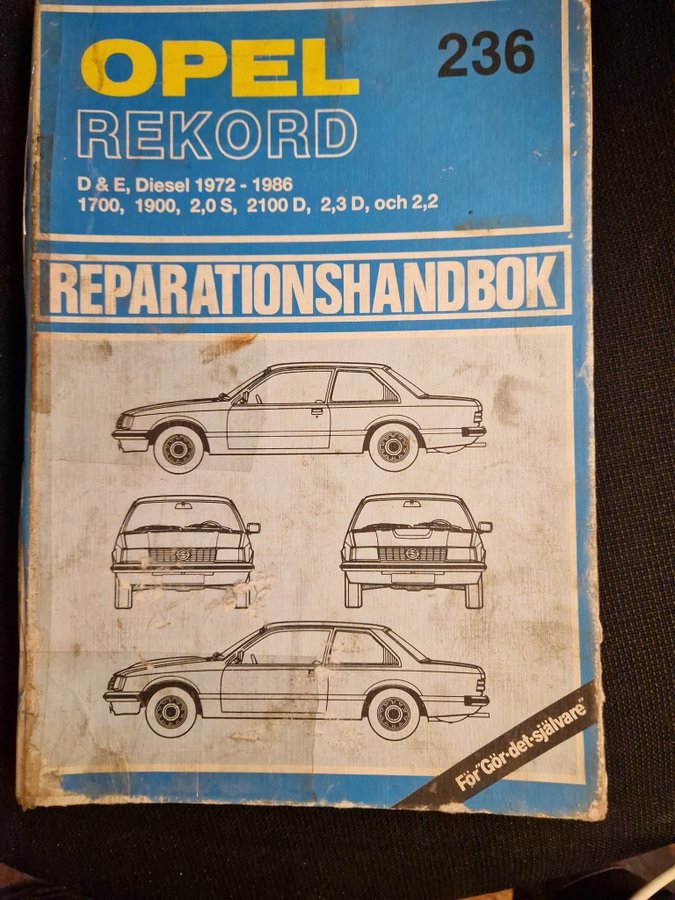 OPEL
236
REKORD
D & E, Diesel 1972 - 1986
1700, 1900, 2,0 S, 2100 D, 2,3 D, och 2,2
REPARATIONSHANDBOK
För "Gör-det-självare"